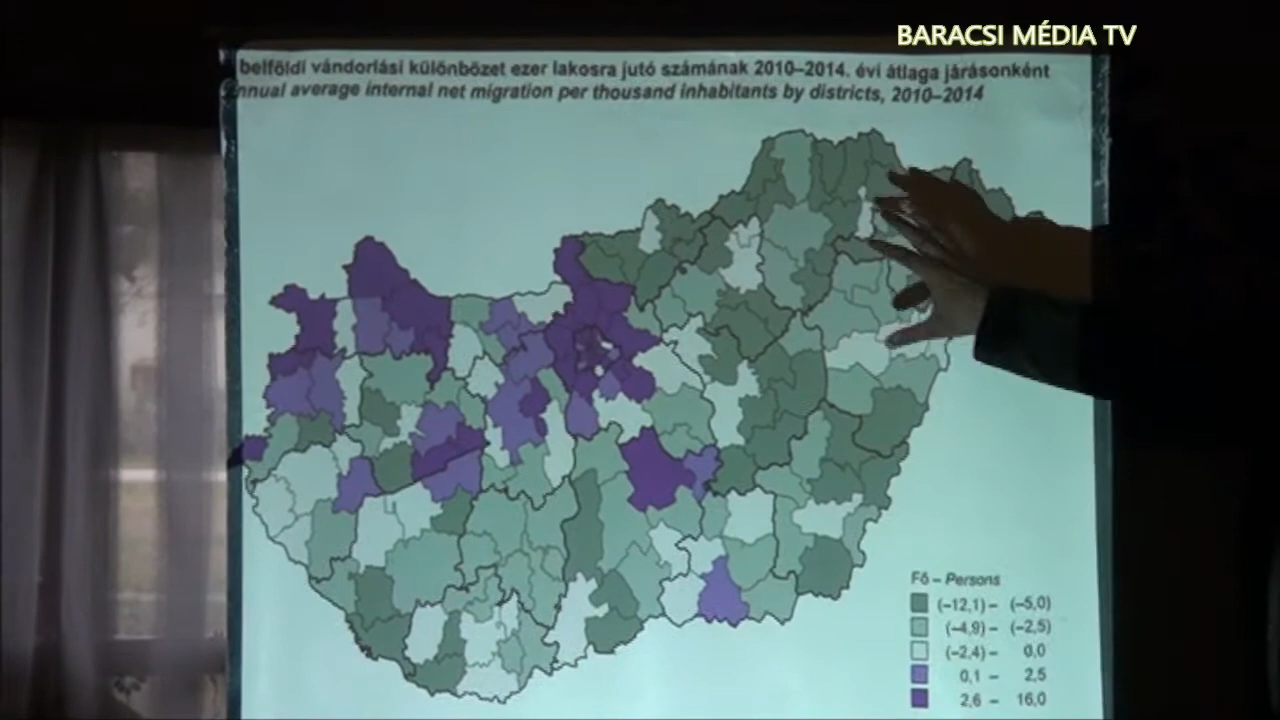 BARACSI MÉDIA TV
belföldi vándorlási különbözet ezer lakosra jutó számának 2010–2014. évi átlaga járásonként
nnual average internal net migration per thousand inhabitants by districts, 2010–2014
Fő – Persons
(–12,1) – (–5,0)
(–4,9) – (–2,5)
(–2,4) – 0,0
0,1 – 2,5
2,6 – 16,0